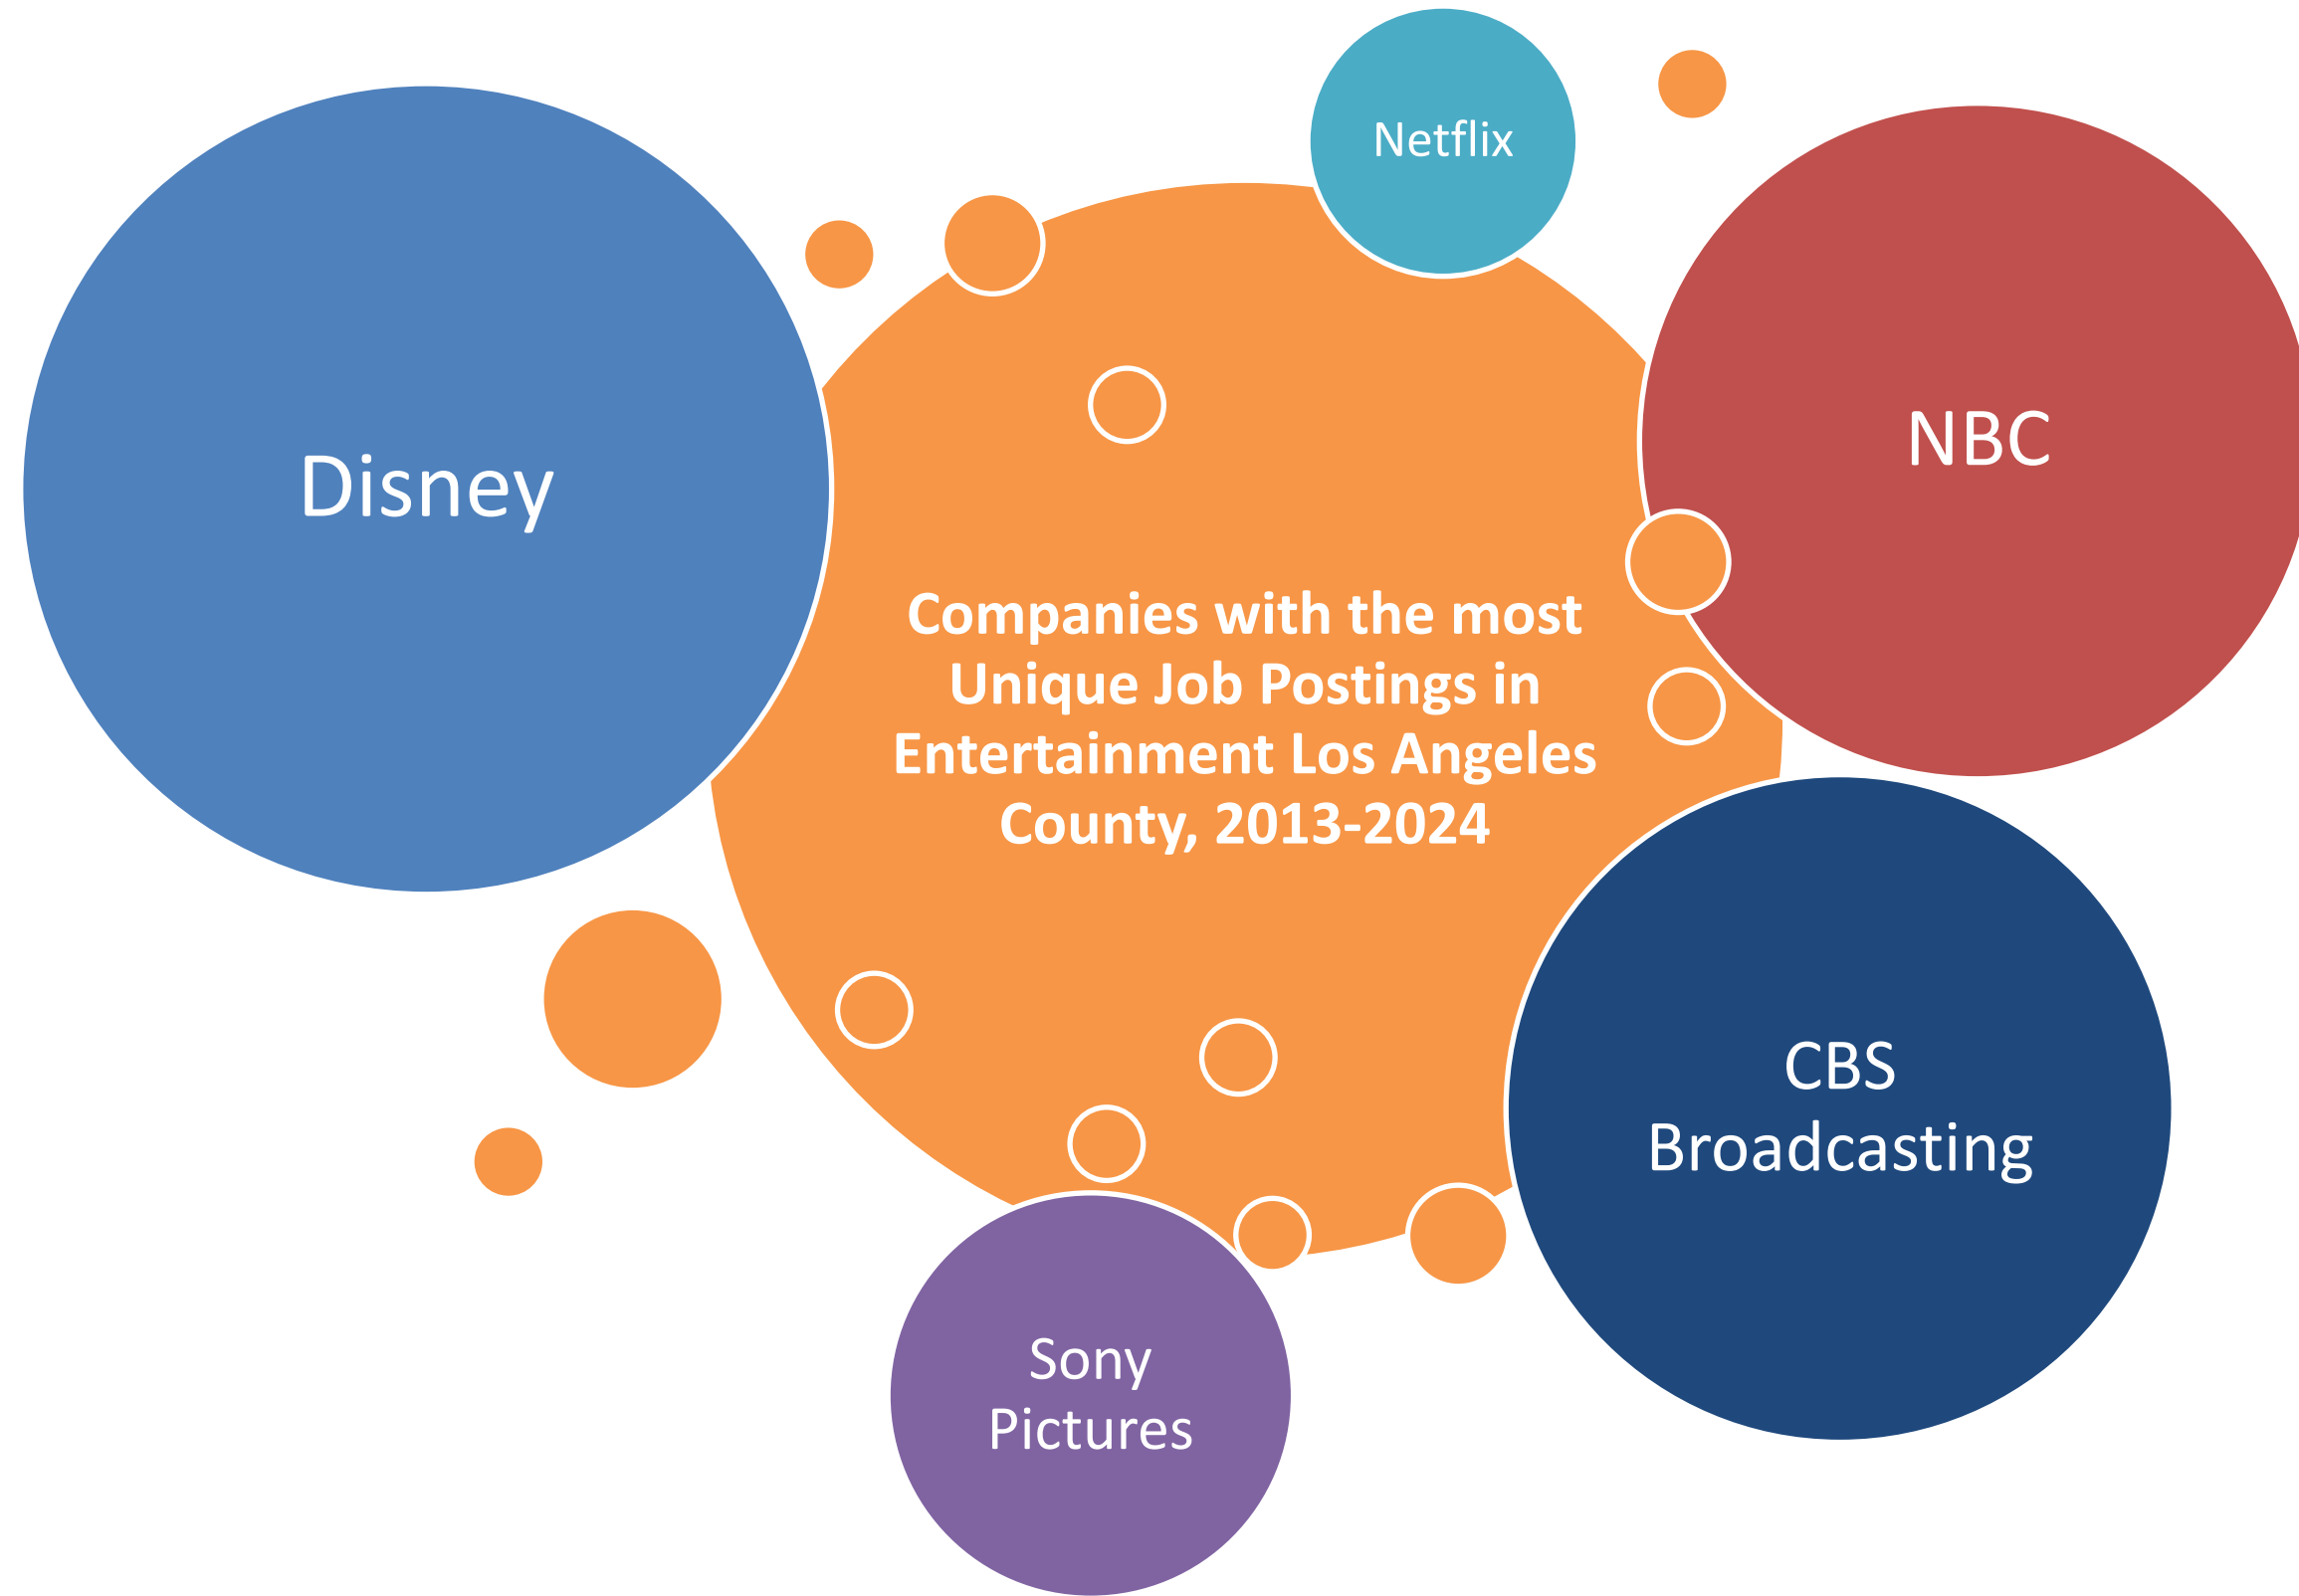 Netflix
Disney
NBC
Companies with the most
Unique Job Postings in
Entertainment Los Angeles
County, 2013-2024
CBS
Broadcasting
Sony
Pictures